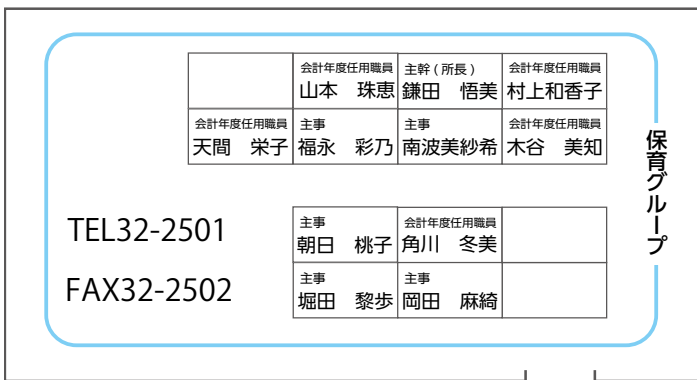 会計年度任用職員 主幹(所長) 会計年度任用職員
山本　珠恵 鎌田　悟美 村上和香子
会計年度任用職員 主事 主事 会計年度任用職員
天間　栄子 福永　彩乃 南波美紗希 木谷　美知
保育グループ
TEL32-2501
FAX32-2502
主事 会計年度任用職員
朝日　桃子 角川　冬美
主事 主事
堀田　黎歩 岡田　麻綺